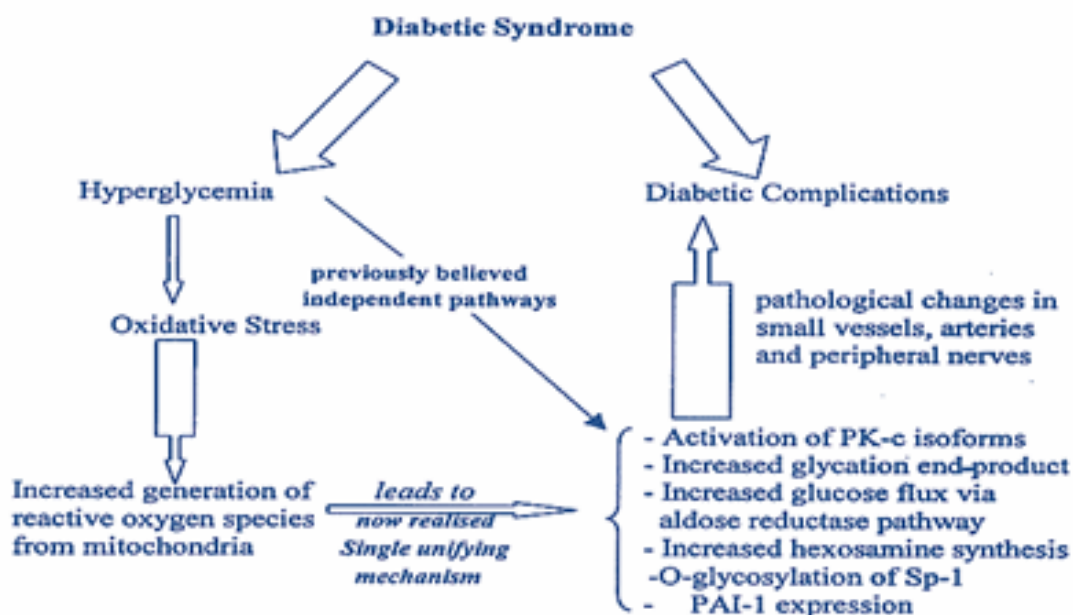 Diabetic Syndrome
Hyperglycemia
Diabetic Complications
previously believed
independent pathways
Oxidative Stress
pathological changes in
small vessels, arteries
and peripheral nerves
Increased generation of
reactive oxygen species
from mitochondria
leads to
now realised
Single unifying
mechanism
- Activation of PK-c isoforms
- Increased glycation end-product
- Increased glucose flux via
aldose reductase pathway
- Increased hexosamine synthesis
-O-glycosylation of Sp-1
- PAI-1 expression